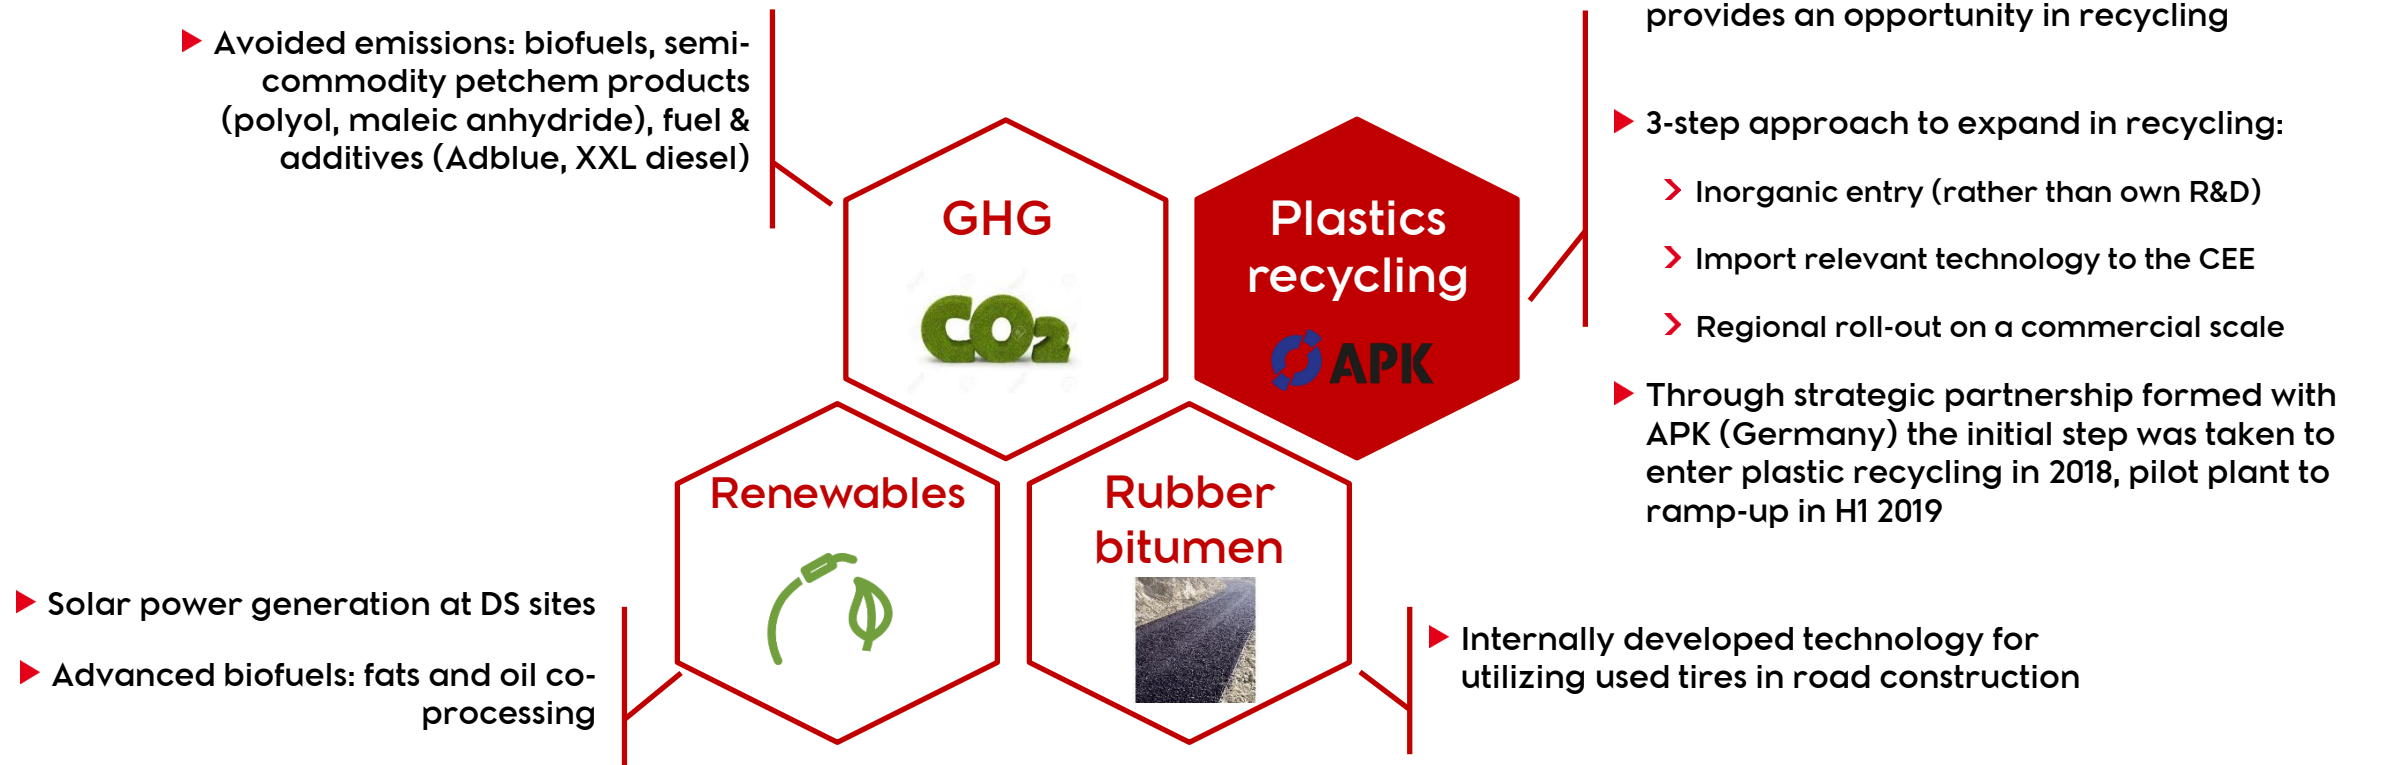 Avoided emissions: biofuels, semi-
commodity petchem products
(polyol, maleic anhydride), fuel &
additives (Adblue, XXL diesel)
provides an opportunity in recycling
3-step approach to expand in recycling:
Inorganic entry (rather than own R&D)
Import relevant technology to the CEE
Regional roll-out on a commercial scale
Through strategic partnership formed with
APK (Germany) the initial step was taken to
enter plastic recycling in 2018, pilot plant to
ramp-up in H1 2019
GHG
CO2
Plastics
recycling
APK
Renewables
Rubber
bitumen
Solar power generation at DS sites
Advanced biofuels: fats and oil co-
processing
Internally developed technology for
utilizing used tires in road construction